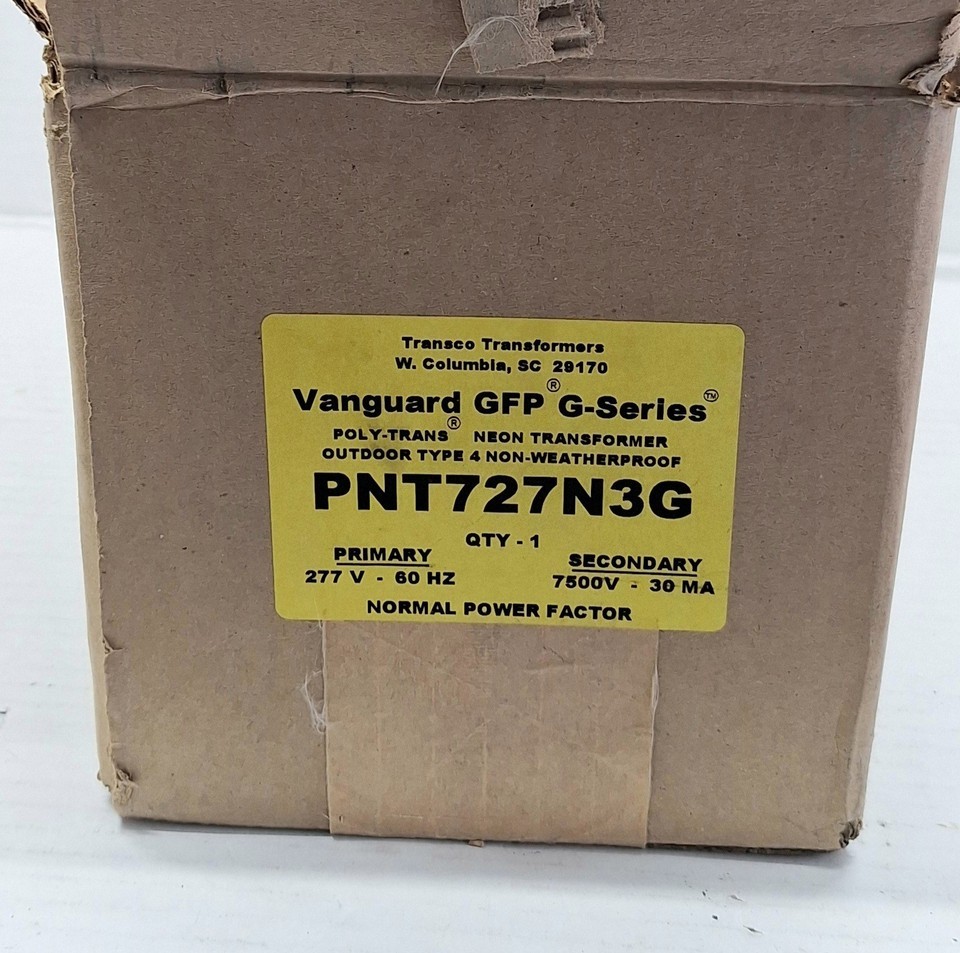 Transco Transformers
W. Columbia, SC 29170
Vanguard GFP® G-Series™
POLY-TRANS® NEON TRANSFORMER
OUTDOOR TYPE 4 NON-WEATHERPROOF
PNT727N3G
QTY - 1
PRIMARY
277 V - 60 HZ
SECONDARY
7500V - 30 MA
NORMAL POWER FACTOR